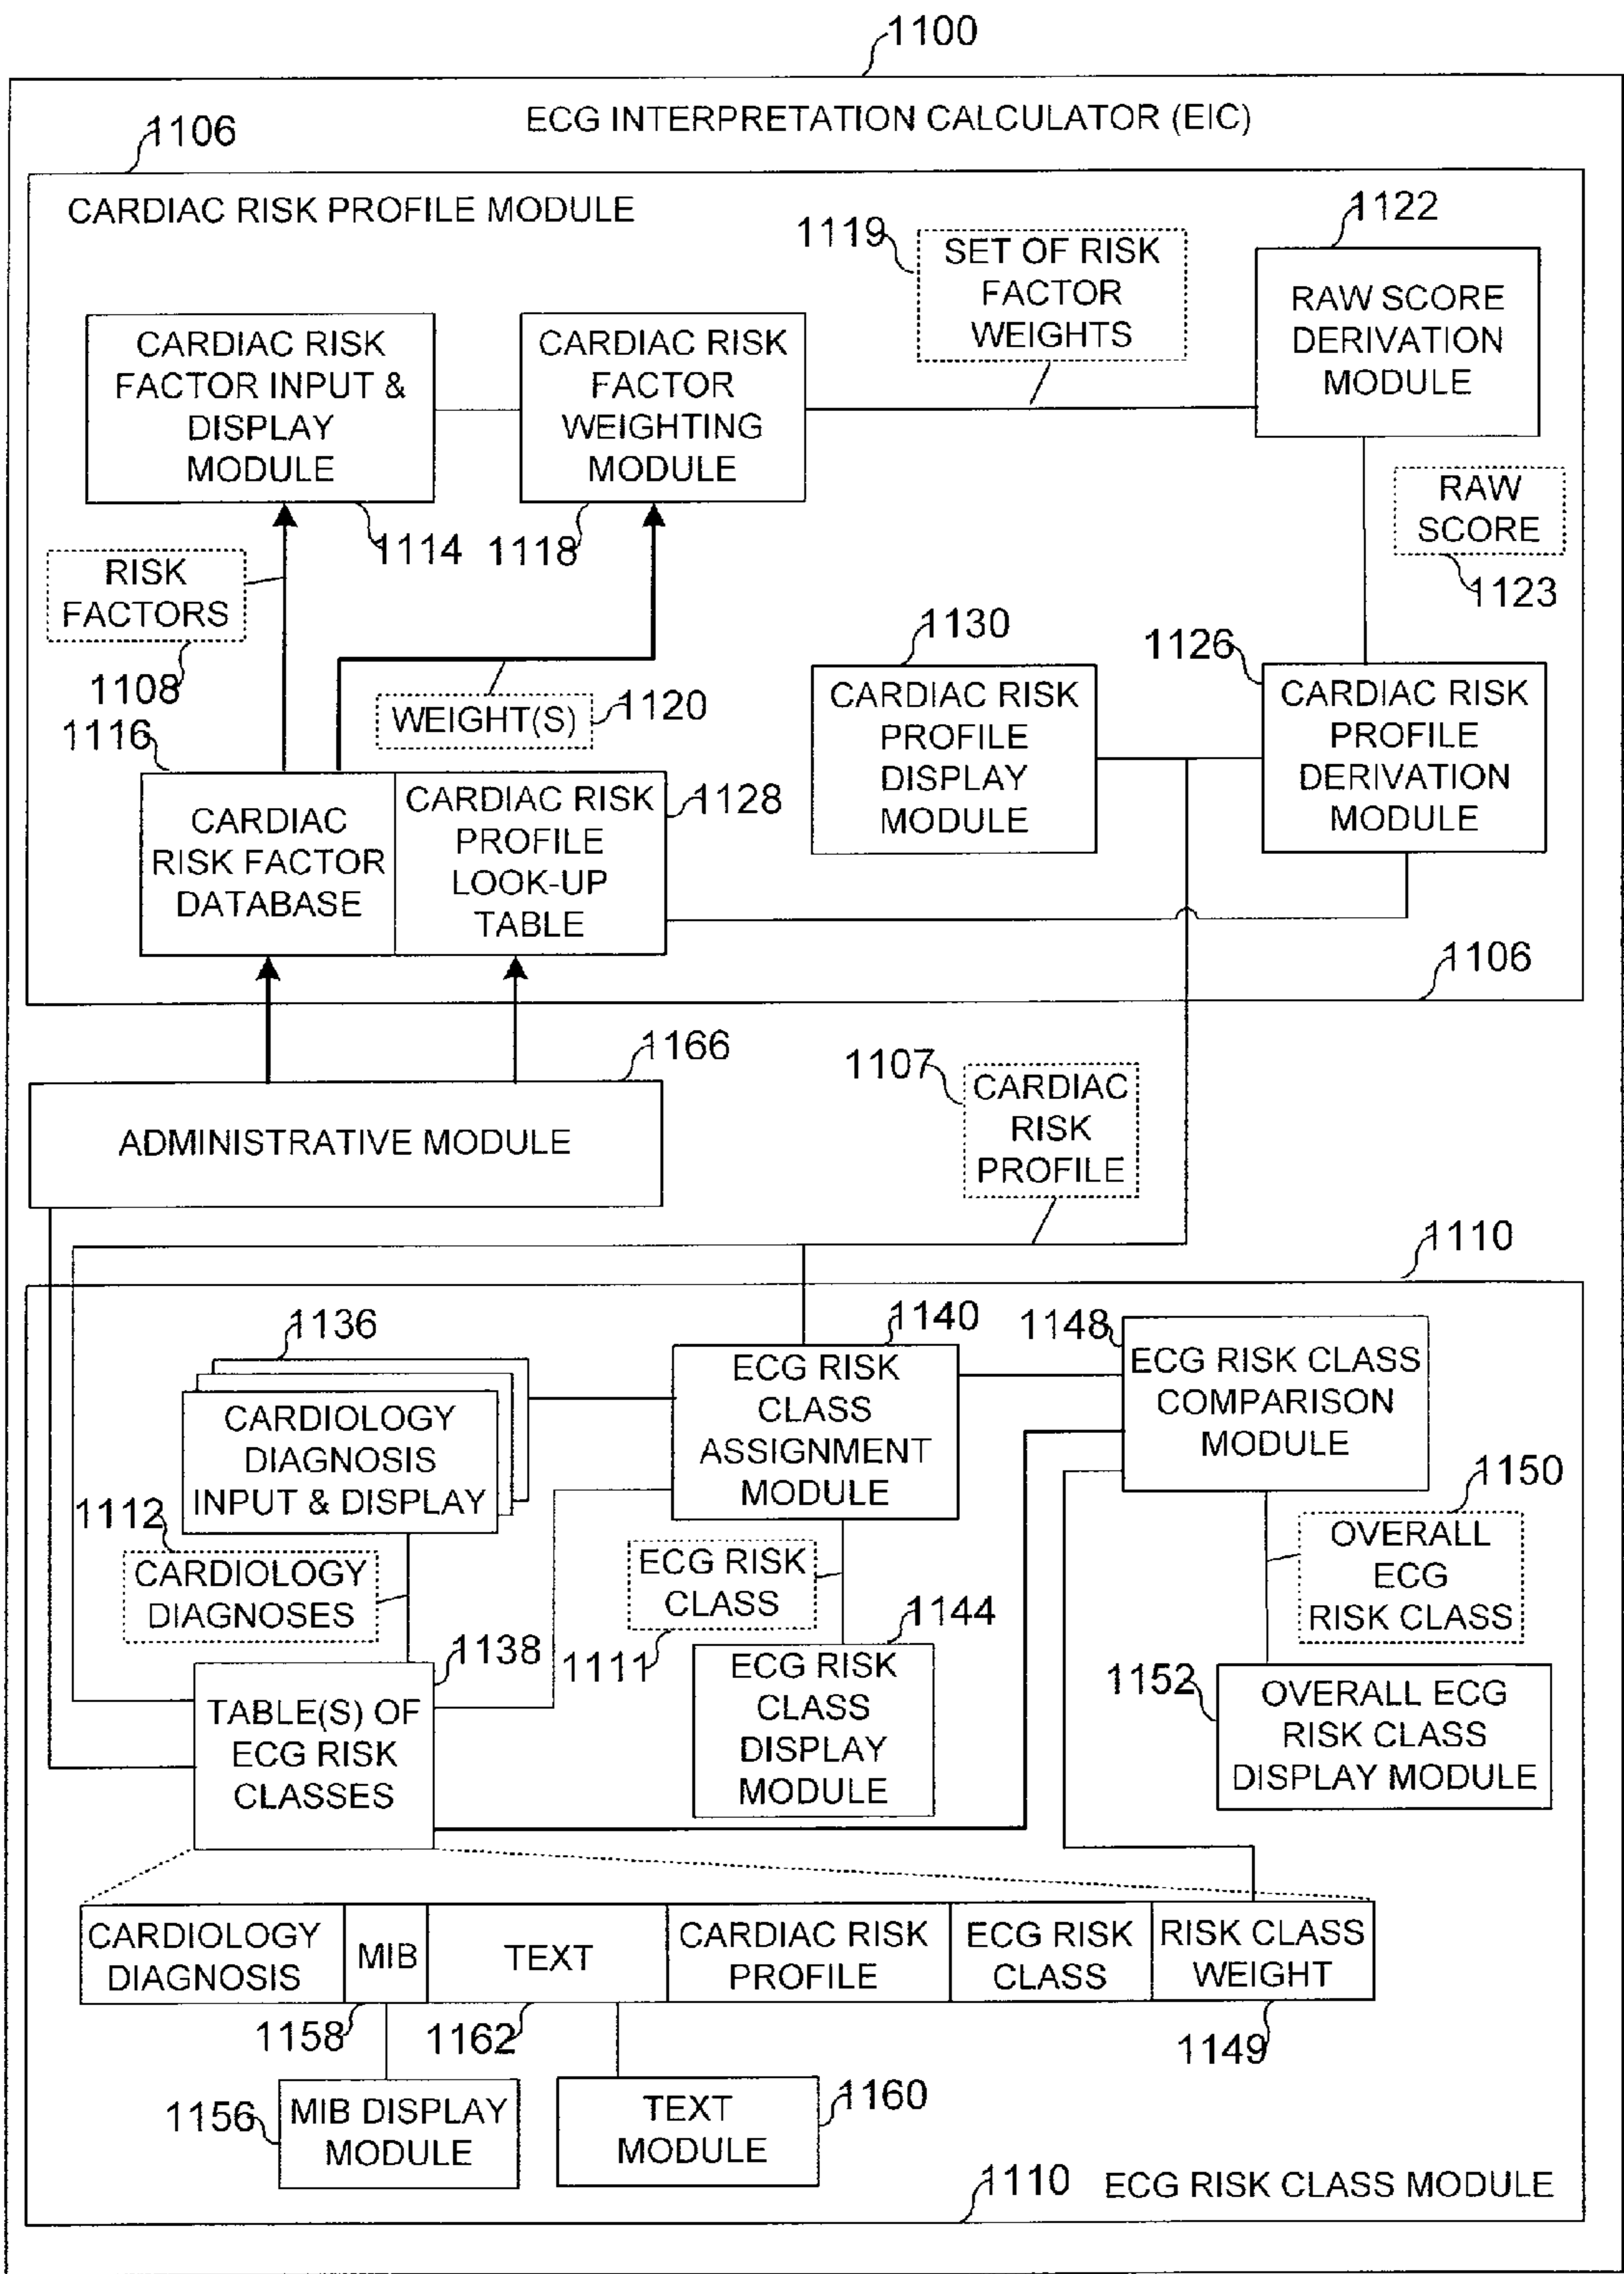 1100
ECG INTERPRETATION CALCULATOR (EIC)
1106
CARDIAC RISK PROFILE MODULE
1119
SET OF RISK
FACTOR
WEIGHTS
1122
RAW SCORE
DERIVATION
MODULE
CARDIAC RISK
FACTOR INPUT &
DISPLAY
MODULE
CARDIAC RISK
FACTOR
WEIGHTING
MODULE
1114
1118
RAW
SCORE
1123
RISK
FACTORS
1108
1116
WEIGHT(S)
1120
1130
CARDIAC RISK
PROFILE
DISPLAY
MODULE
1126
CARDIAC RISK
PROFILE
DERIVATION
MODULE
CARDIAC
RISK FACTOR
DATABASE
CARDIAC RISK
PROFILE
LOOK-UP
TABLE
1128
1106
1166
ADMINISTRATIVE MODULE
1107
CARDIAC
RISK
PROFILE
1110
1136
CARDIOLOGY
DIAGNOSIS
INPUT & DISPLAY
1140
ECG RISK
CLASS
ASSIGNMENT
MODULE
1148
ECG RISK CLASS
COMPARISON
MODULE
1112
CARDIOLOGY
DIAGNOSES
ECG RISK
CLASS
1111
1150
OVERALL
ECG
RISK CLASS
1138
TABLE(S) OF
ECG RISK
CLASSES
1144
ECG RISK
CLASS
DISPLAY
MODULE
1152
OVERALL ECG
RISK CLASS
DISPLAY MODULE
CARDIOLOGY
DIAGNOSIS
MIB
TEXT
CARDIAC RISK
PROFILE
ECG RISK
CLASS
RISK CLASS
WEIGHT
1158
1162
1149
1156
MIB DISPLAY
MODULE
TEXT
MODULE
1160
1110
ECG RISK CLASS MODULE